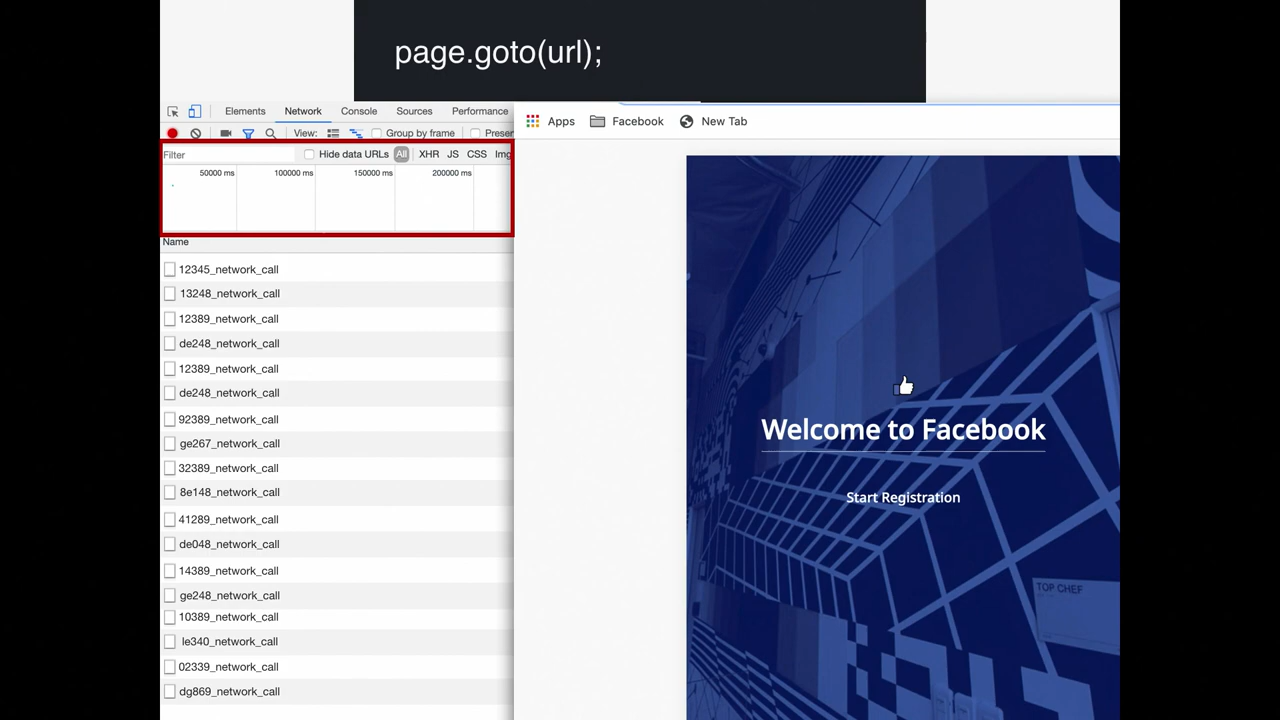 page.goto(url);
Elements Network Console Sources Performance
View: Group by frame Preser
Apps Facebook New Tab
Filter Hide data URLs All XHR JS CSS Img
50000 ms 100000 ms 150000 ms 200000 ms
Name
12345_network_call
13248_network_call
12389_network_call
de248_network_call
12389_network_call
de248_network_call
92389_network_call
ge267_network_call
32389_network_call
8e148_network_call
41289_network_call
de048_network_call
14389_network_call
ge248_network_call
10389_network_call
le340_network_call
02339_network_call
dg869_network_call
Welcome to Facebook
Start Registration
TOP CHEF